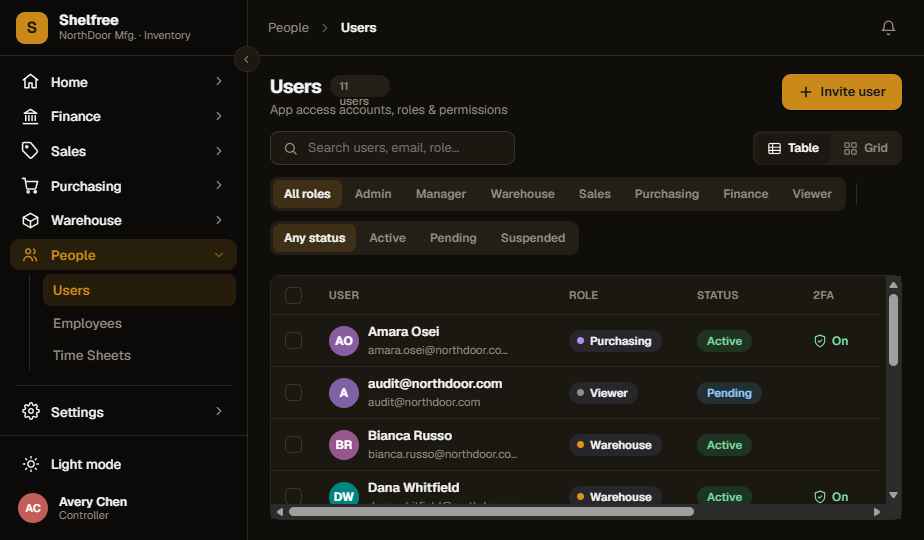 S
Shelfree
NorthDoor Mfg. · Inventory
Home
Finance
Sales
Purchasing
Warehouse
People
Users
Employees
Time Sheets
Settings
Light mode
AC
Avery Chen
Controller
People > Users
Users
11 users
App access accounts, roles & permissions
Invite user
Search users, email, role...
Table
Grid
All roles Admin Manager Warehouse Sales Purchasing Finance Viewer
Any status Active Pending Suspended
USER ROLE STATUS 2FA
AO Amara Osei Purchasing Active On
amara.osei@northdoor.co...
A audit@northdoor.com Viewer Pending
audit@northdoor.com
BR Bianca Russo Warehouse Active
bianca.russo@northdoor.co...
DW Dana Whitfield Warehouse Active On